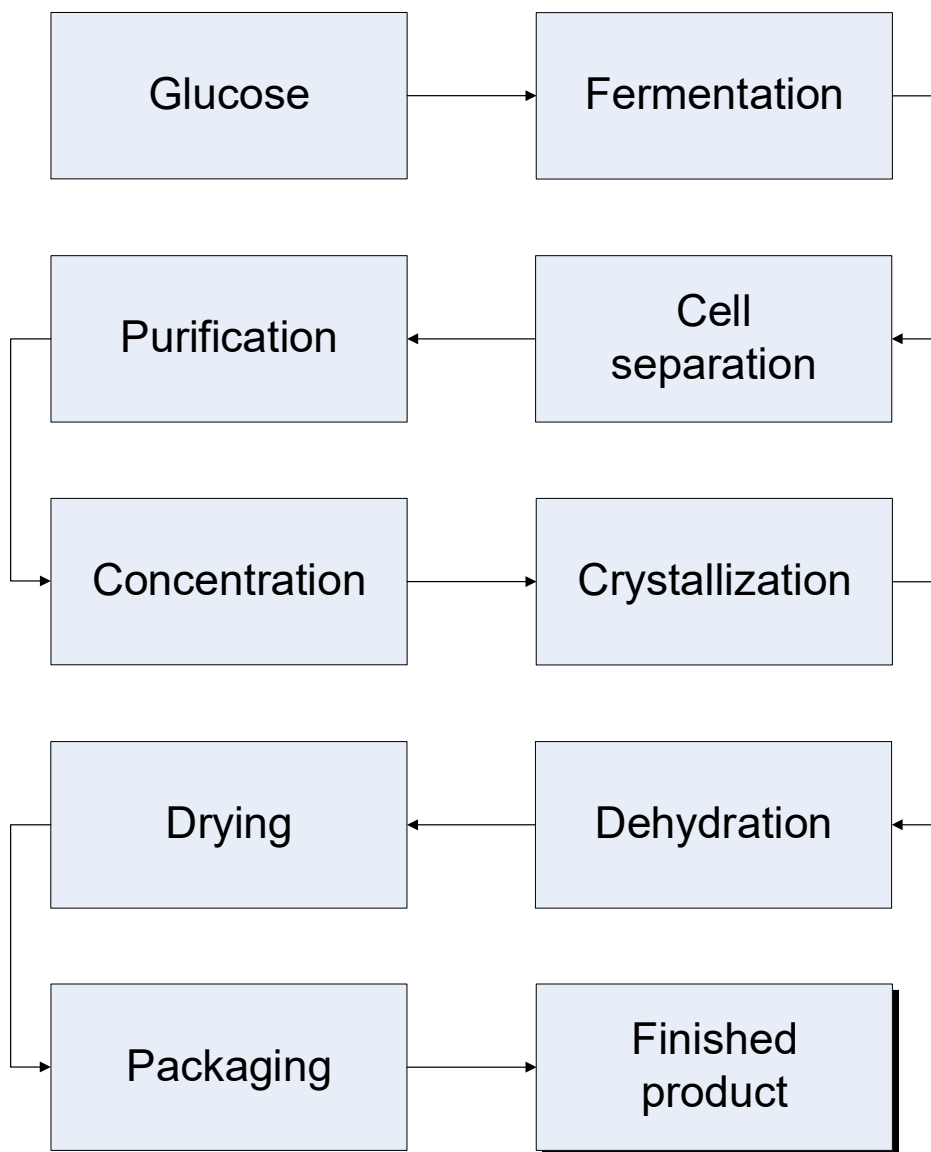 Glucose
Fermentation
Cell
separation
Purification
Concentration
Crystallization
Dehydration
Drying
Packaging
Finished
product